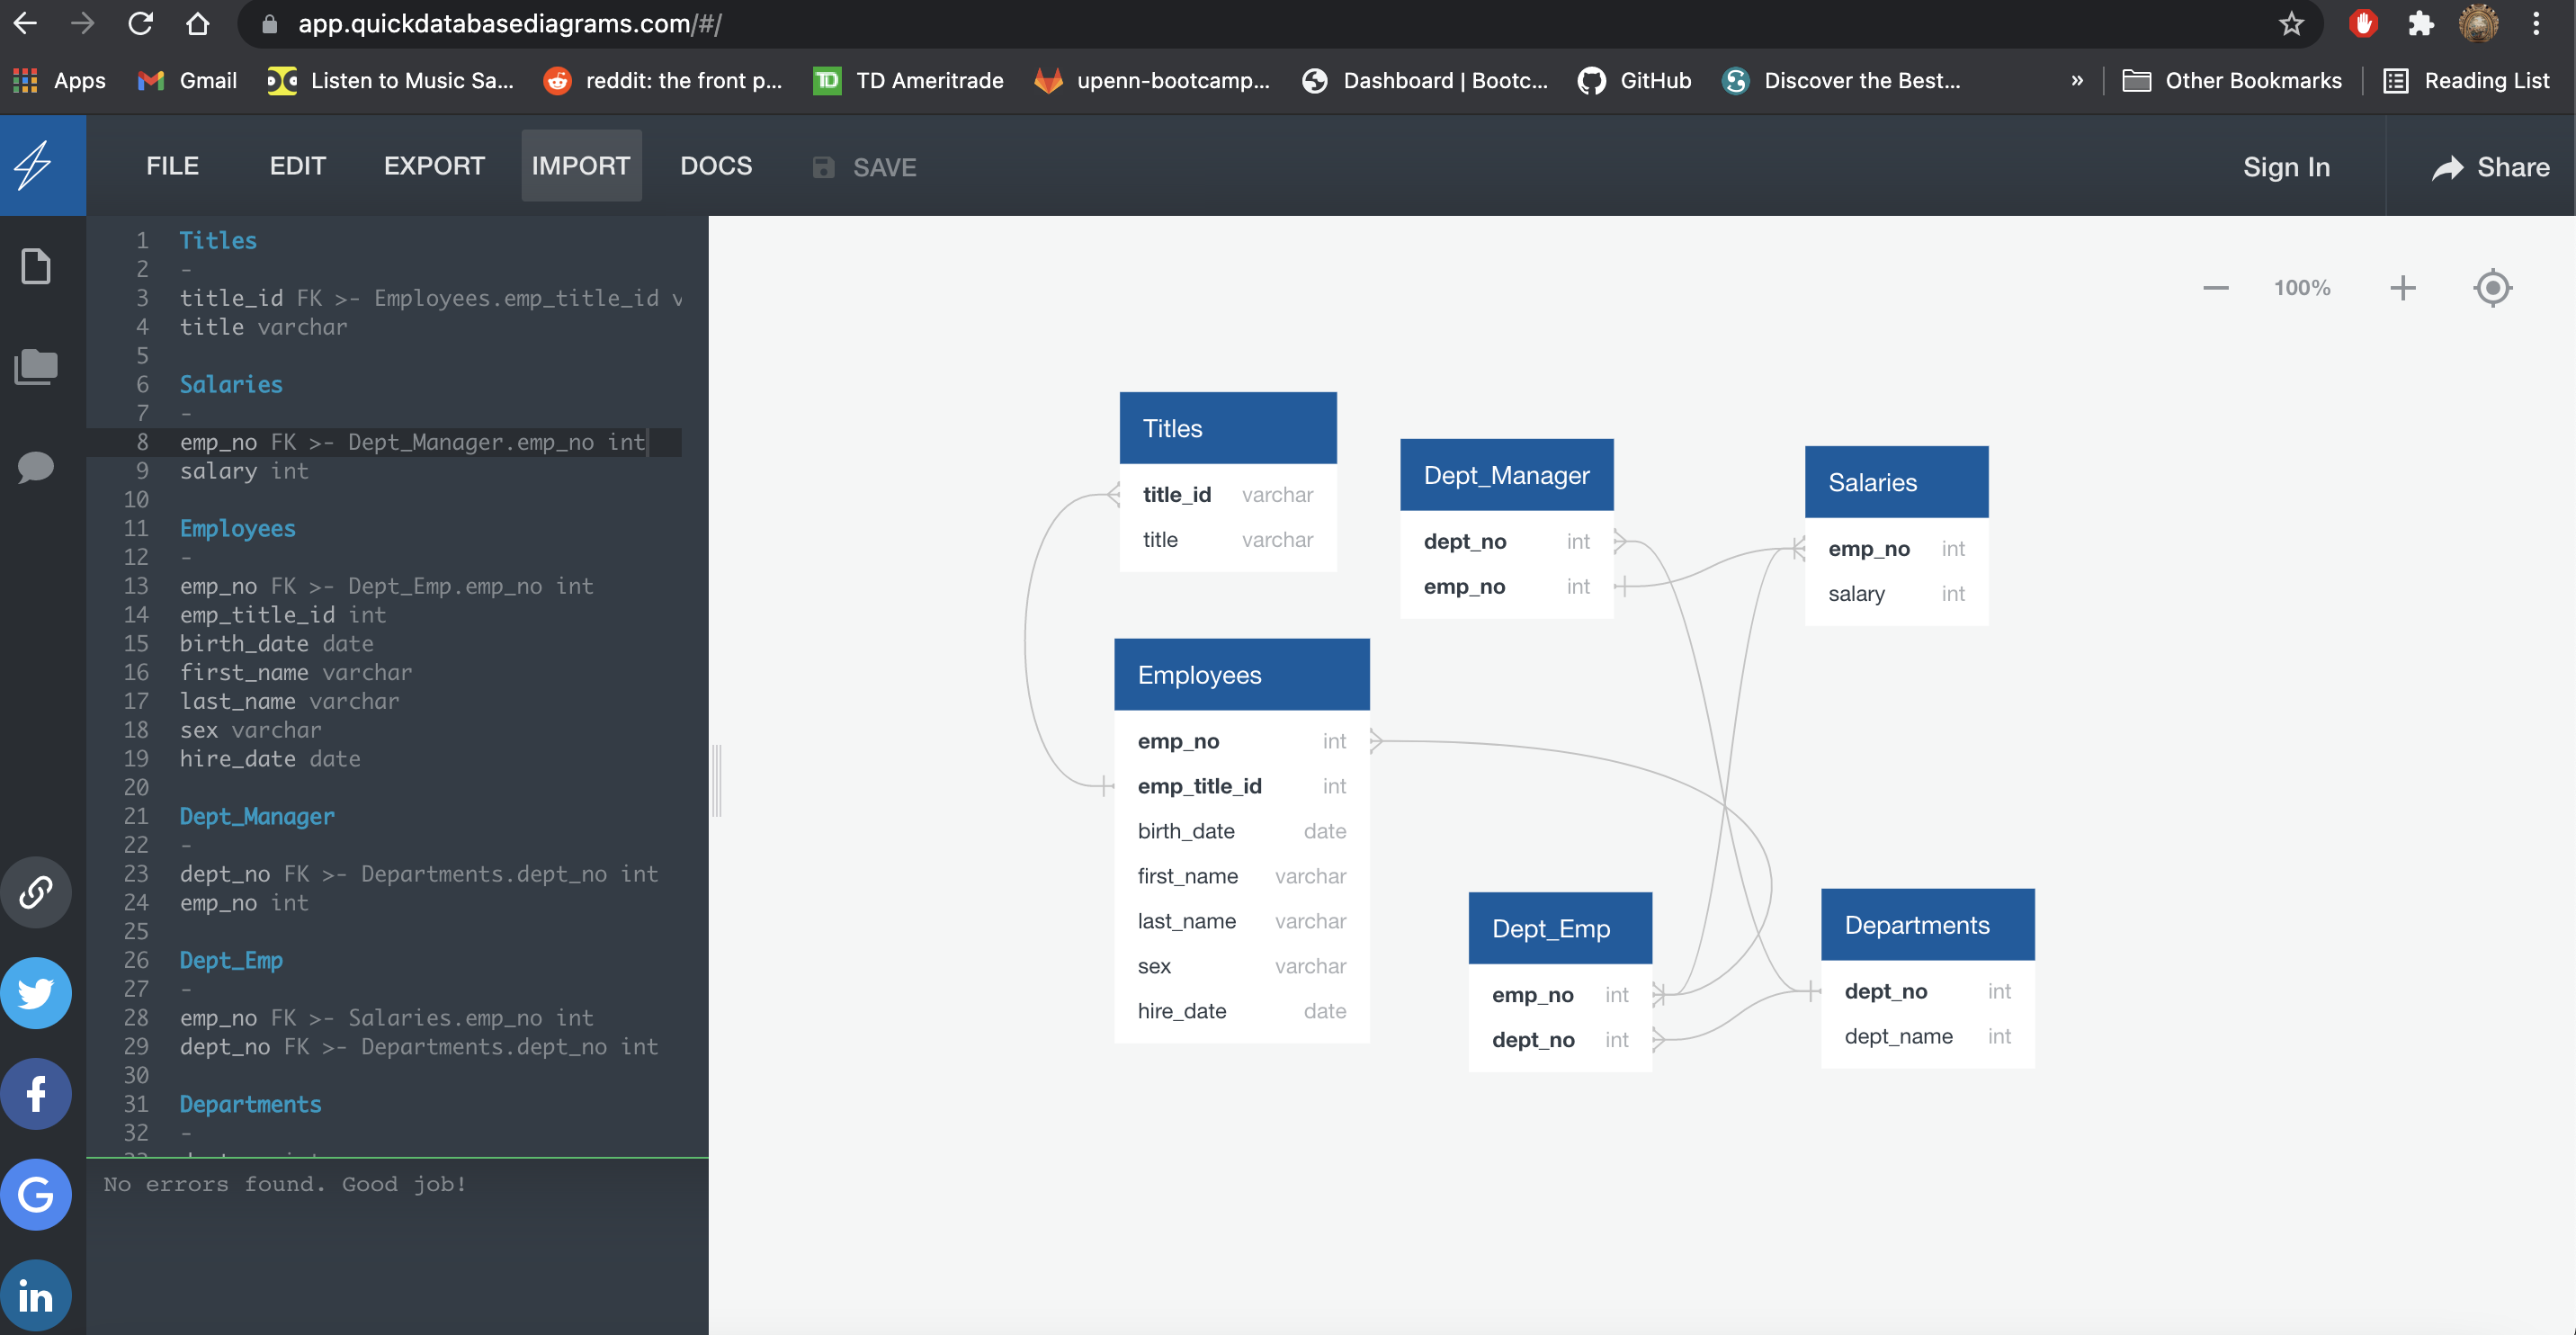 app.quickdatabasediagrams.com/#/
Apps Gmail Listen to Music Sa... reddit: the front p... TD TD Ameritrade upenn-bootcamp... Dashboard | Bootc... GitHub Discover the Best... » Other Bookmarks Reading List
FILE EDIT EXPORT IMPORT DOCS SAVE Sign In Share
1 Titles
2 -
3 title_id FK >- Employees.emp_title_id v
4 title varchar
5
6 Salaries
7 -
8 emp_no FK >- Dept_Manager.emp_no int
9 salary int
10
11 Employees
12 -
13 emp_no FK >- Dept_Emp.emp_no int
14 emp_title_id int
15 birth_date date
16 first_name varchar
17 last_name varchar
18 sex varchar
19 hire_date date
20
21 Dept_Manager
22 -
23 dept_no FK >- Departments.dept_no int
24 emp_no int
25
26 Dept_Emp
27 -
28 emp_no FK >- Salaries.emp_no int
29 dept_no FK >- Departments.dept_no int
30
31 Departments
32 -
No errors found. Good job!
100%
Titles
title_id varchar
title varchar
Dept_Manager
dept_no int
emp_no int
Salaries
emp_no int
salary int
Employees
emp_no int
emp_title_id int
birth_date date
first_name varchar
last_name varchar
sex varchar
hire_date date
Dept_Emp
emp_no int
dept_no int
Departments
dept_no int
dept_name int